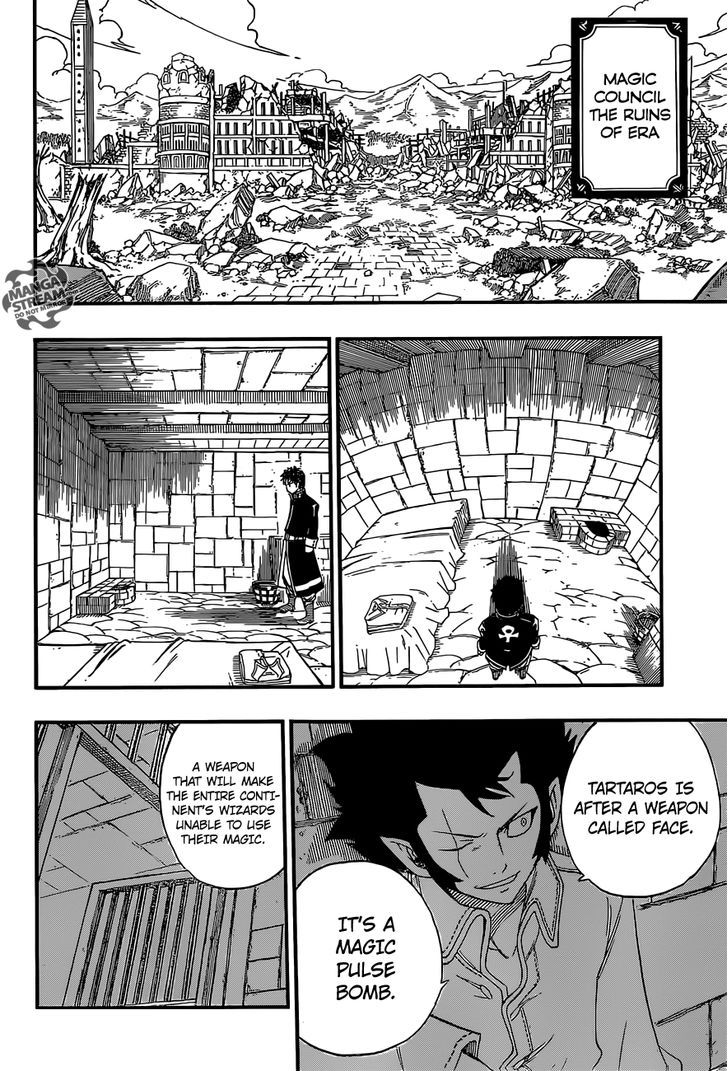 MAGIC
COUNCIL
THE RUINS
OF ERA
MANGA
STREAM
DO NOT MIRROR
TARTAROS IS
AFTER A WEAPON
CALLED FACE.
IT'S A
MAGIC
PULSE
BOMB.
A WEAPON
THAT WILL MAKE
THE ENTIRE CONTI-
NENT'S WIZARDS
UNABLE TO USE
THEIR MAGIC.